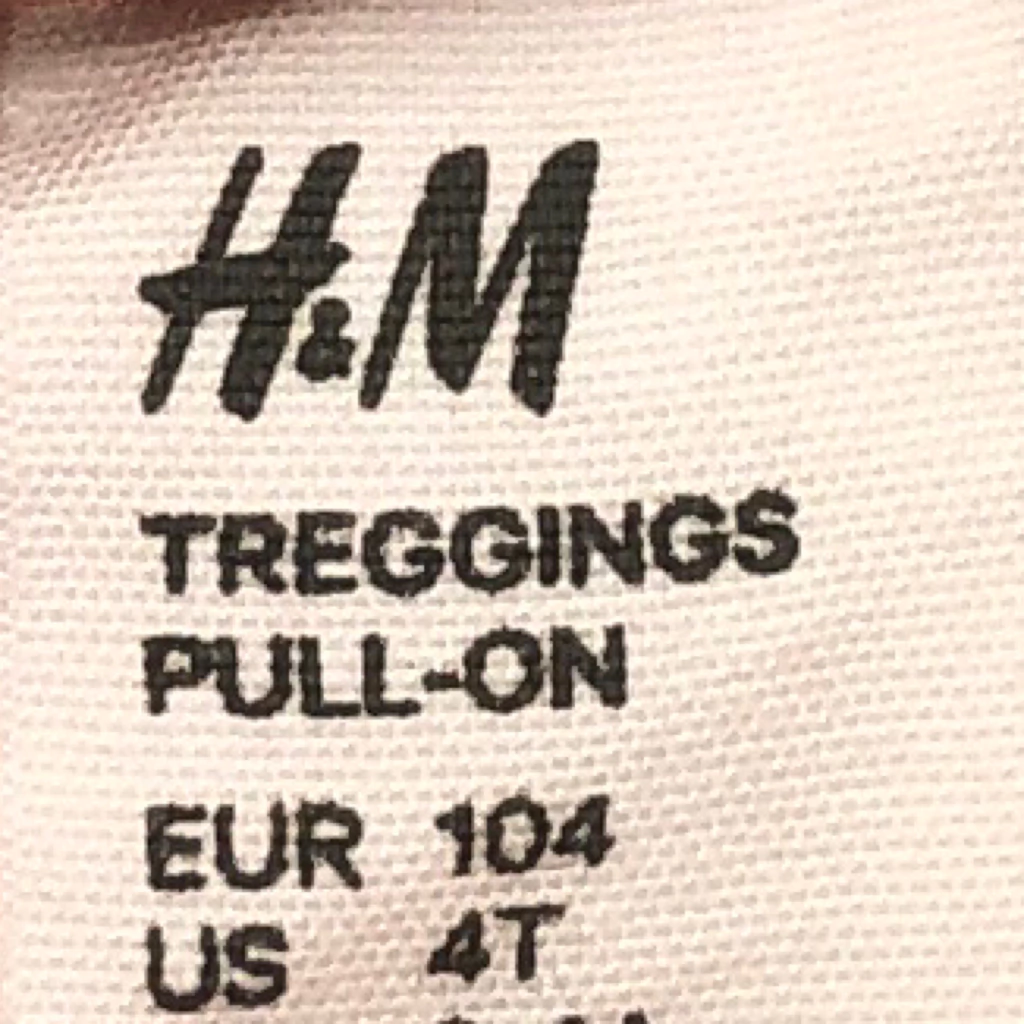 H&M
TREGGINGS
PULL-ON
EUR 104
US 4T